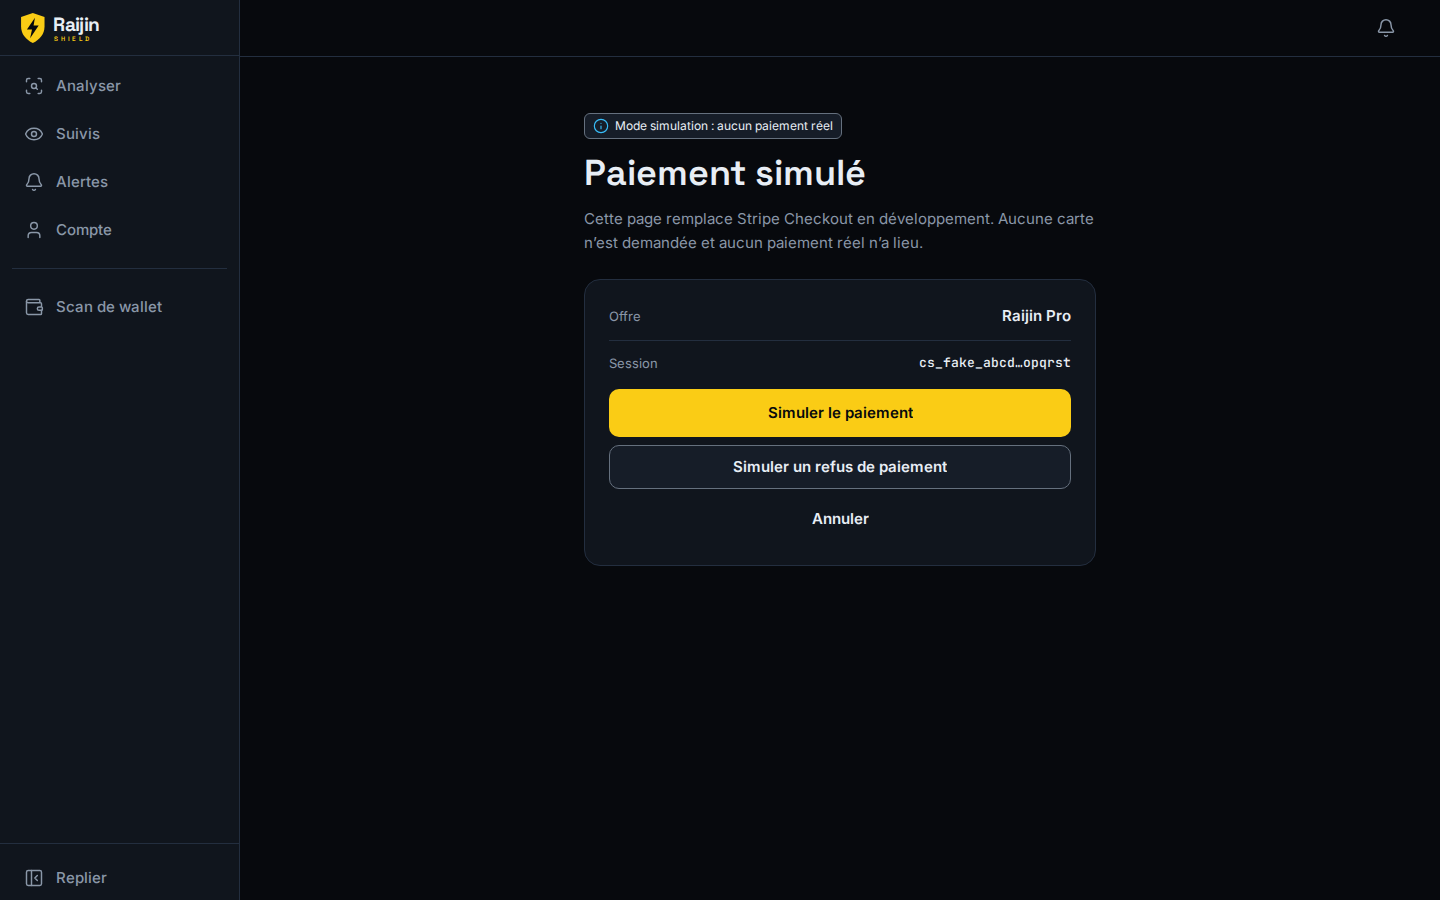 Raijin
SHIELD
Analyser
Suivis
Alertes
Compte
Scan de wallet
Replier
Mode simulation : aucun paiement réel
Paiement simulé
Cette page remplace Stripe Checkout en développement. Aucune carte
n’est demandée et aucun paiement réel n’a lieu.
Offre Raijin Pro
Session cs_fake_abcd…opqrst
Simuler le paiement
Simuler un refus de paiement
Annuler